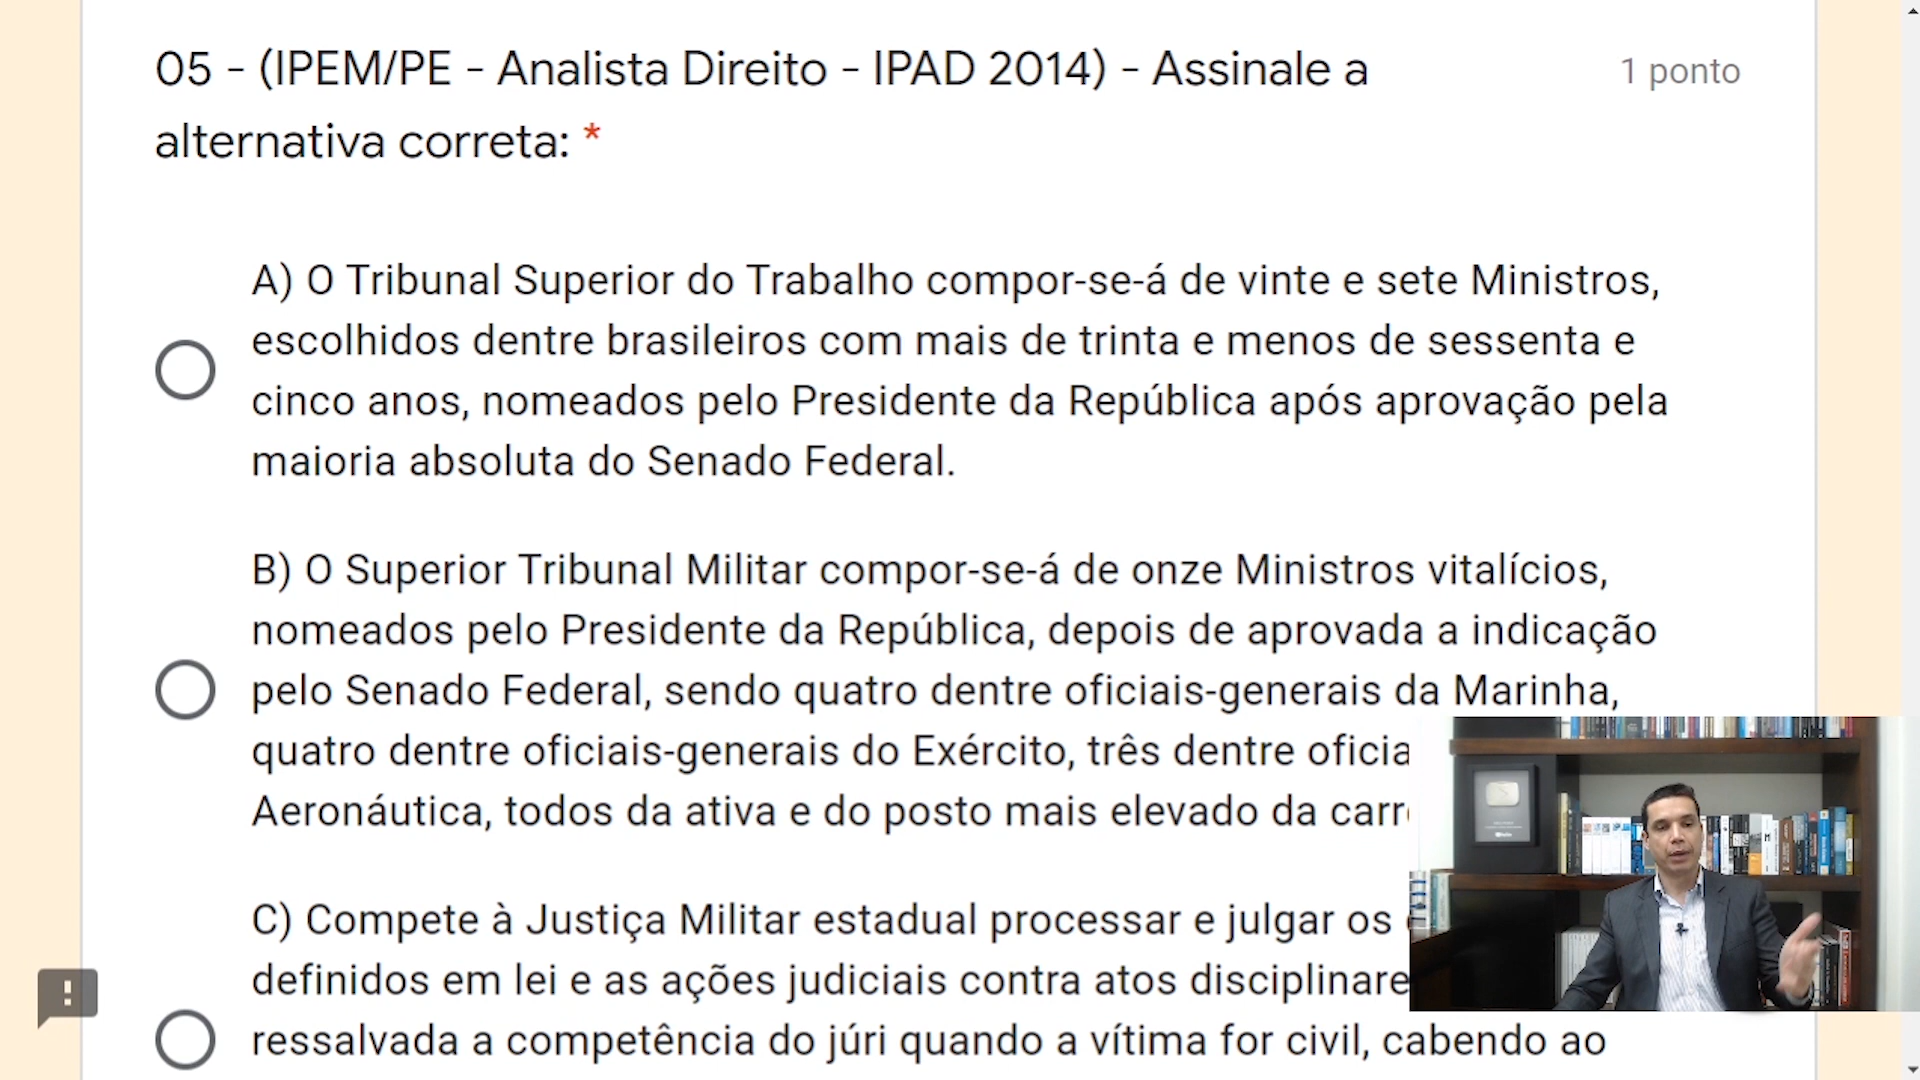 05 - (IPEM/PE - Analista Direito - IPAD 2014) - Assinale a
alternativa correta: *
1 ponto
A) O Tribunal Superior do Trabalho compor-se-á de vinte e sete Ministros,
escolhidos dentre brasileiros com mais de trinta e menos de sessenta e
cinco anos, nomeados pelo Presidente da República após aprovação pela
maioria absoluta do Senado Federal.
B) O Superior Tribunal Militar compor-se-á de onze Ministros vitalícios,
nomeados pelo Presidente da República, depois de aprovada a indicação
pelo Senado Federal, sendo quatro dentre oficiais-generais da Marinha,
quatro dentre oficiais-generais do Exército, três dentre oficia
Aeronáutica, todos da ativa e do posto mais elevado da carr
C) Compete à Justiça Militar estadual processar e julgar os
definidos em lei e as ações judiciais contra atos disciplinare
ressalvada a competência do júri quando a vítima for civil, cabendo ao